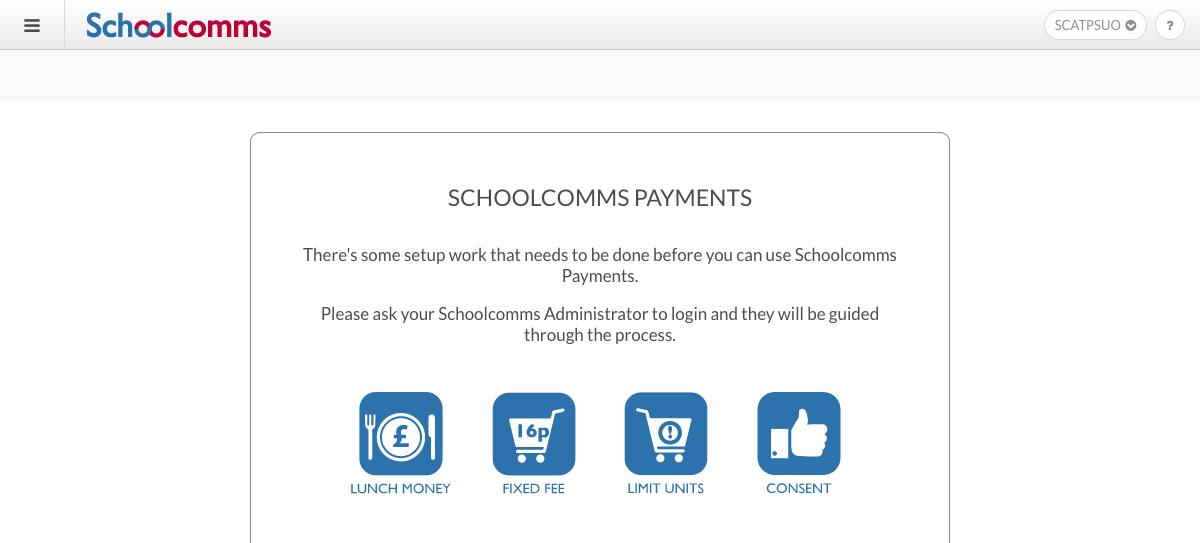 Schoolcomms
SCATPSUO
?
SCHOOLCOMMS PAYMENTS
There's some setup work that needs to be done before you can use Schoolcomms
Payments.
Please ask your Schoolcomms Administrator to login and they will be guided
through the process.
£
16p
!
LUNCH MONEY
FIXED FEE
LIMIT UNITS
CONSENT